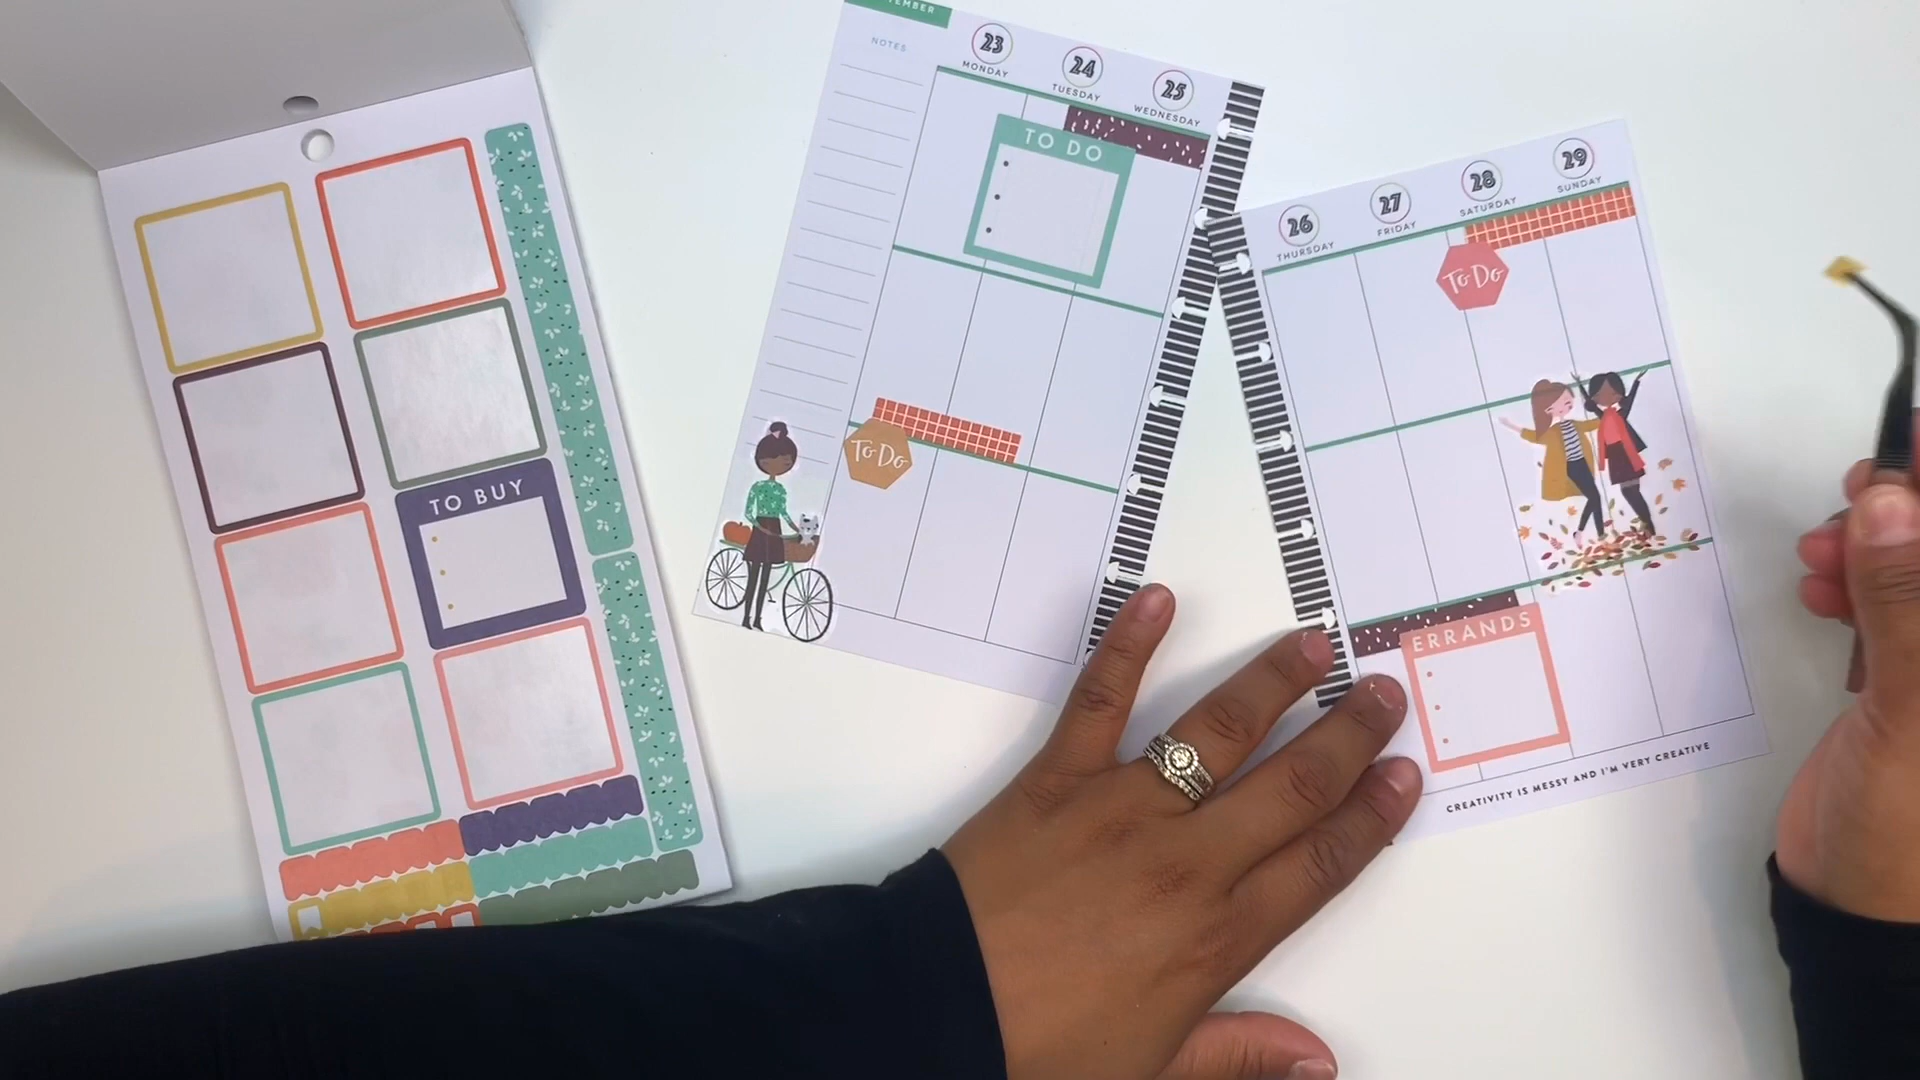 TO BUY
NOTES
23
MONDAY
24
TUESDAY
25
WEDNESDAY
TO DO
To Do
26
THURSDAY
27
FRIDAY
28
SATURDAY
29
SUNDAY
To Do
ERRANDS
CREATIVITY IS MESSY AND I'M VERY CREATIVE